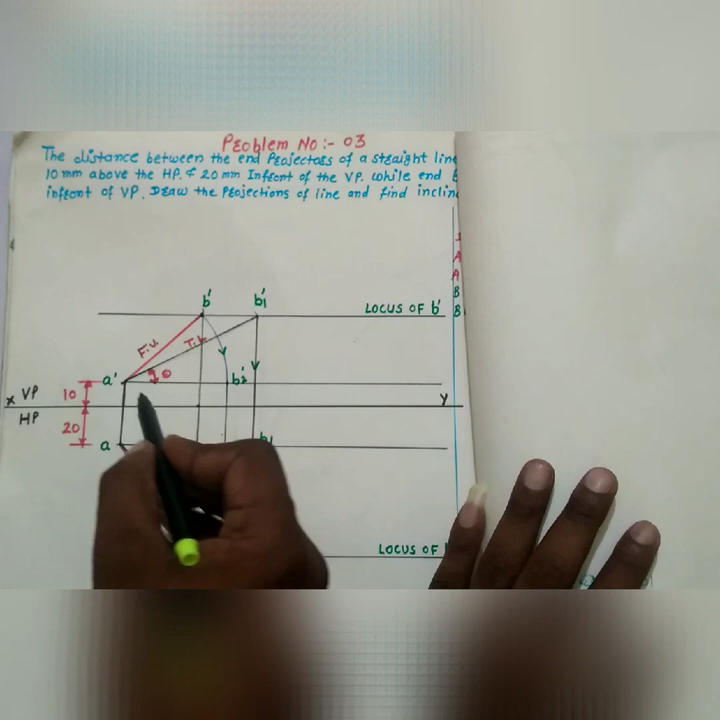 Problem No:- 03
The distance between the end Projectors of a straight line
10 mm above the HP. & 20 mm Infront of the VP. while end
infront of VP. Draw the Projections of line and find
A
A
B
B
b' b1'
LOCUS OF b'
F.V
T.L
a' θ b2'
x VP 10 Y
HP
20
a b1
LOCUS OF